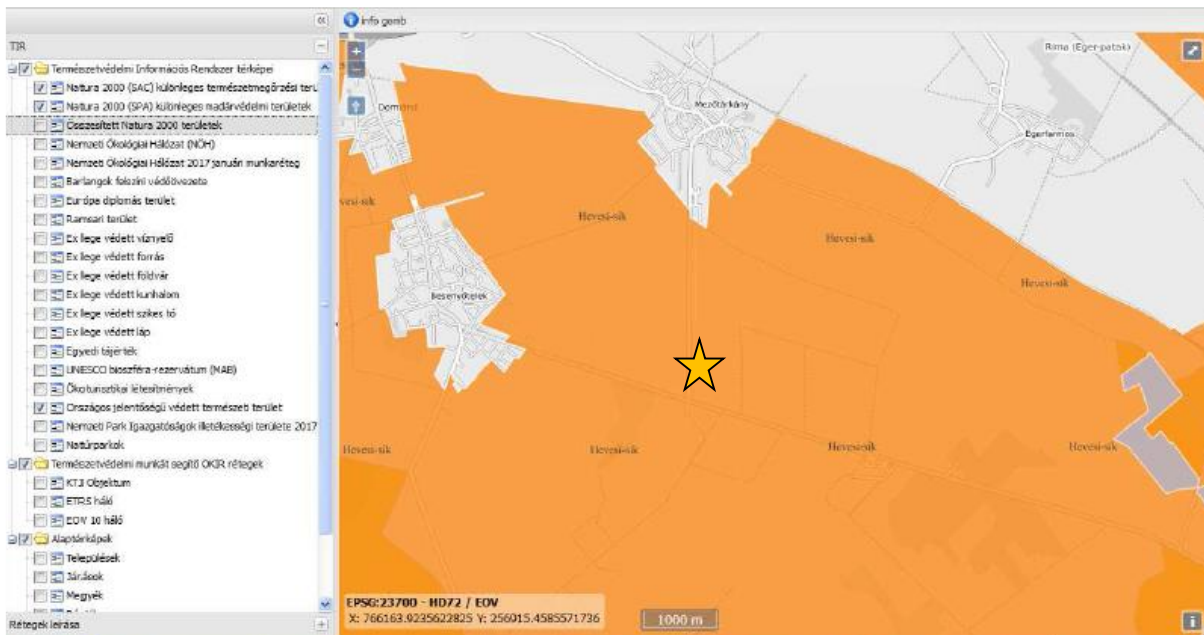 info gomb
TIR
Természetvédelmi Információs Rendszer térképei
Natura 2000 (SAC) különleges természetmegőrzési terü
Natura 2000 (SPA) különleges madárvédelmi területek
Összesített Natura 2000 területek
Nemzeti Ökológiai Hálózat (NÖH)
Nemzeti Ökológiai Hálózat 2017 január munkaréteg
Barlangok felszíni védőövezete
Európa diplomás terület
Ramsari terület
Ex lege védett víznyelő
Ex lege védett forrás
Ex lege védett földvár
Ex lege védett kunhalom
Ex lege védett szikes tó
Ex lege védett láp
Egyedi tájérték
UNESCO bioszféra-rezervátum (MAB)
Ökoturisztikai létesítmények
Országos jelentőségű védett természeti terület
Nemzeti Park Igazgatóságok illetékességi területe 2017
Natúrparkok
Természetvédelmi munkát segítő OKIR rétegek
KTJ Objektum
ETRS háló
EOV 10 háló
Alaptérképek
Települések
Járások
Megyék
Rétegek leírása
Rima (Eger-patak)
Mezőtárkány
Egerfarmos
Hevesi-sík
Hevesi-sík
Hevesi-sík
Besenyőtelek
Hevesi-sík
Hevesi-sík
Hevesi-sík
Hevesi-sík
EPSG:23700 - HD72 / EOV
X: 766163.9235622825 Y: 256915.4585571736
1000 m